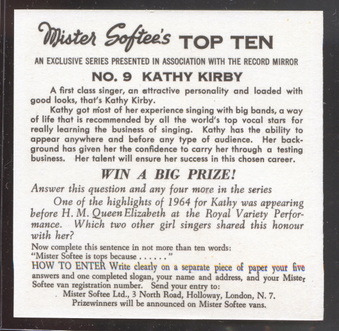 Mister Softee's TOP TEN
AN EXCLUSIVE SERIES PRESENTED IN ASSOCIATION WITH THE RECORD MIRROR
NO. 9 KATHY KIRBY
A first class singer, an attractive personality and loaded with
good looks, that's Kathy Kirby.
Kathy got most of her experience singing with big bands, a way
of life that is recommended by all the world's top vocal stars for
really learning the business of singing. Kathy has the ability to
appear anywhere and before any type of audience. Her back-
ground has given her the confidence to carry her through a testing
business. Her talent will ensure her success in this chosen career.
WIN A BIG PRIZE!
Answer this question and any four more in the series
One of the highlights of 1964 for Kathy was appearing
before H. M. Queen Elizabeth at the Royal Variety Perfor-
mance. Which two other girl singers shared this honour
with her?
Now complete this sentence in not more than ten words:
"Mister Softee is tops because ......"
HOW TO ENTER Write clearly on a separate piece of paper your five
answers and one completed slogan, your name and address, and your Mister
Softee van registration number. Send your entry to:
Mister Softee Ltd., 3 North Road, Holloway, London, N. 7.
Prizewinners will be announced on Mister Softee vans.